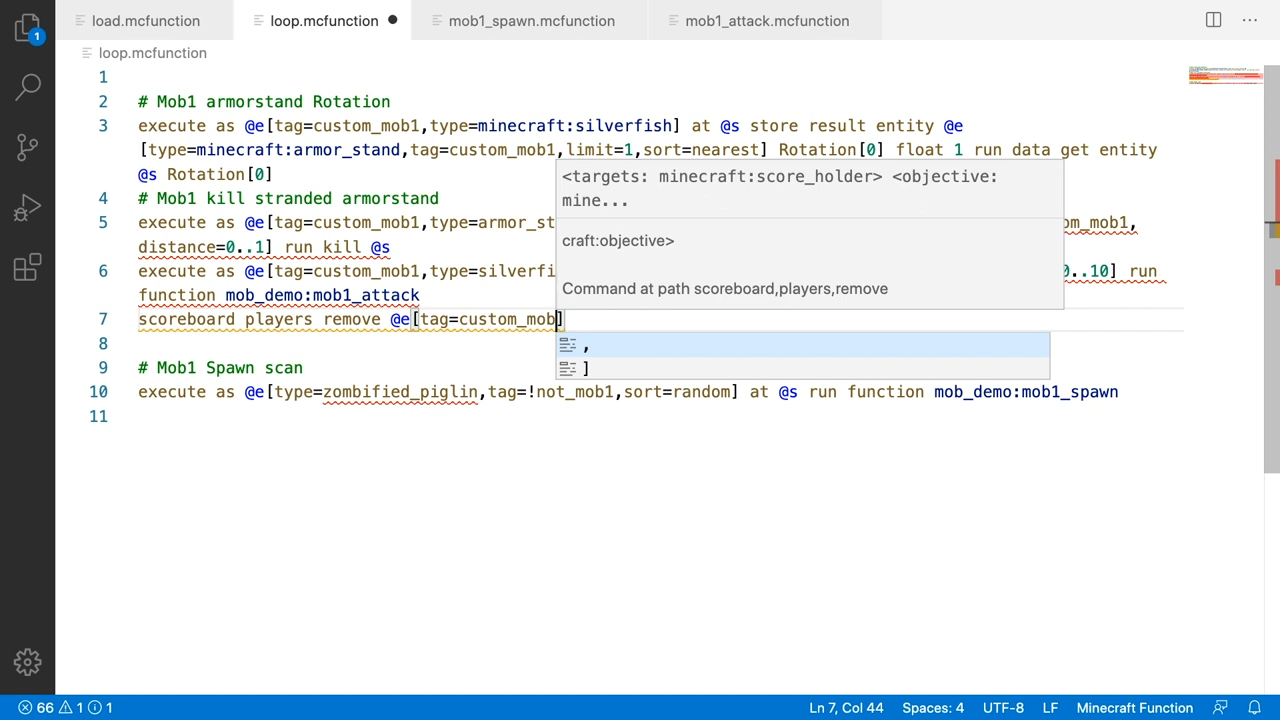 load.mcfunction
loop.mcfunction
mob1_spawn.mcfunction
mob1_attack.mcfunction
1
loop.mcfunction
1
2 # Mob1 armorstand Rotation
3 execute as @e[tag=custom_mob1,type=minecraft:silverfish] at @s store result entity @e
[type=minecraft:armor_stand,tag=custom_mob1,limit=1,sort=nearest] Rotation[0] float 1 run data get entity
@s Rotation[0]
4 # Mob1 kill stranded armorstand
5 execute as @e[tag=custom_mob1,type=armor_st om_mob1,
distance=0..1] run kill @s
6 execute as @e[tag=custom_mob1,type=silverfi 0..10] run
function mob_demo:mob1_attack
7 scoreboard players remove @e[tag=custom_mob]
8
9 # Mob1 Spawn scan
10 execute as @e[type=zombified_piglin,tag=!not_mob1,sort=random] at @s run function mob_demo:mob1_spawn
11
<targets: minecraft:score_holder> <objective:
mine...
craft:objective>
Command at path scoreboard,players,remove
,
]
66 1 1
Ln 7, Col 44 Spaces: 4 UTF-8 LF Minecraft Function